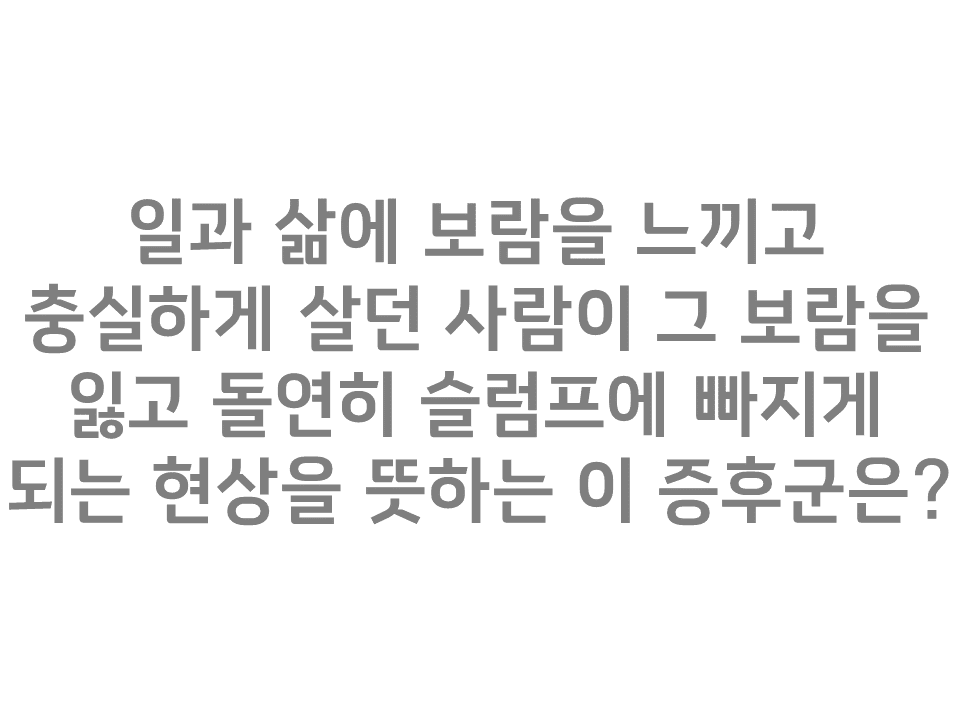 일과 삶에 보람을 느끼고
충실하게 살던 사람이 그 보람을
잃고 돌연히 슬럼프에 빠지게
되는 현상을 뜻하는 이 증후군은?